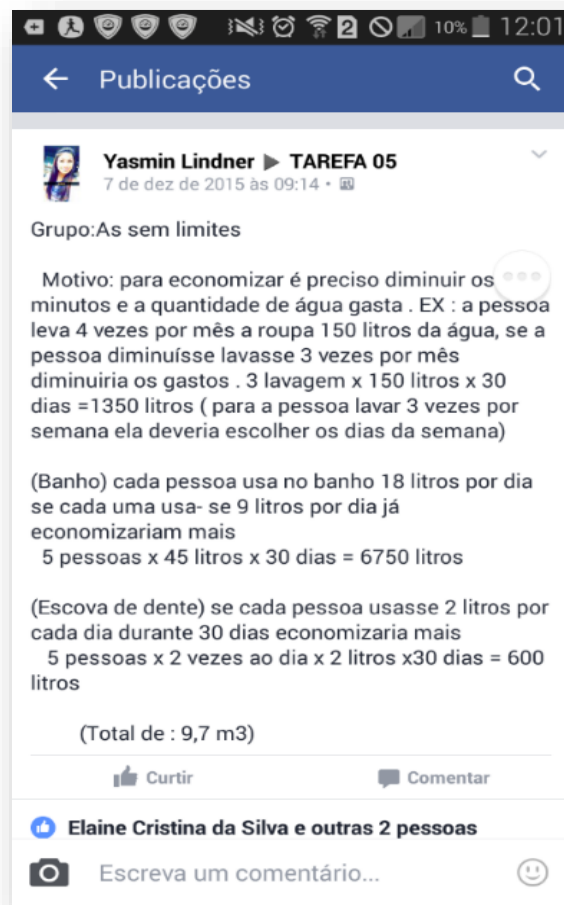 2 10% 12:01
Publicações
Yasmin Lindner ▶ TAREFA 05
7 de dez de 2015 às 09:14 •
Grupo:As sem limites
Motivo: para economizar é preciso diminuir os
minutos e a quantidade de água gasta . EX : a pessoa
leva 4 vezes por mês a roupa 150 litros da água, se a
pessoa diminuísse lavasse 3 vezes por mês
diminuiria os gastos . 3 lavagem x 150 litros x 30
dias =1350 litros ( para a pessoa lavar 3 vezes por
semana ela deveria escolher os dias da semana)
(Banho) cada pessoa usa no banho 18 litros por dia
se cada uma usa- se 9 litros por dia já
economizariam mais
5 pessoas x 45 litros x 30 dias = 6750 litros
(Escova de dente) se cada pessoa usasse 2 litros por
cada dia durante 30 dias economizaria mais
5 pessoas x 2 vezes ao dia x 2 litros x30 dias = 600
litros
(Total de : 9,7 m3)
Curtir Comentar
Elaine Cristina da Silva e outras 2 pessoas
Escreva um comentário...